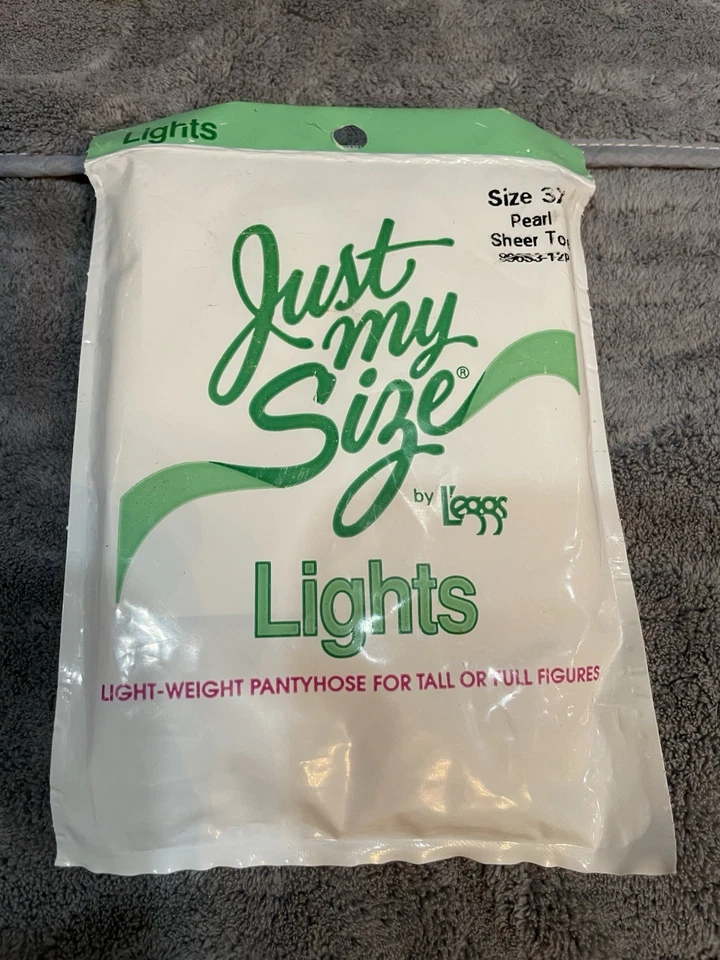 Lights
Size 3X
Pearl
Sheer To
Just
my
Size®
by L'eggs
Lights
LIGHT-WEIGHT PANTYHOSE FOR TALL OR FULL FIGURES